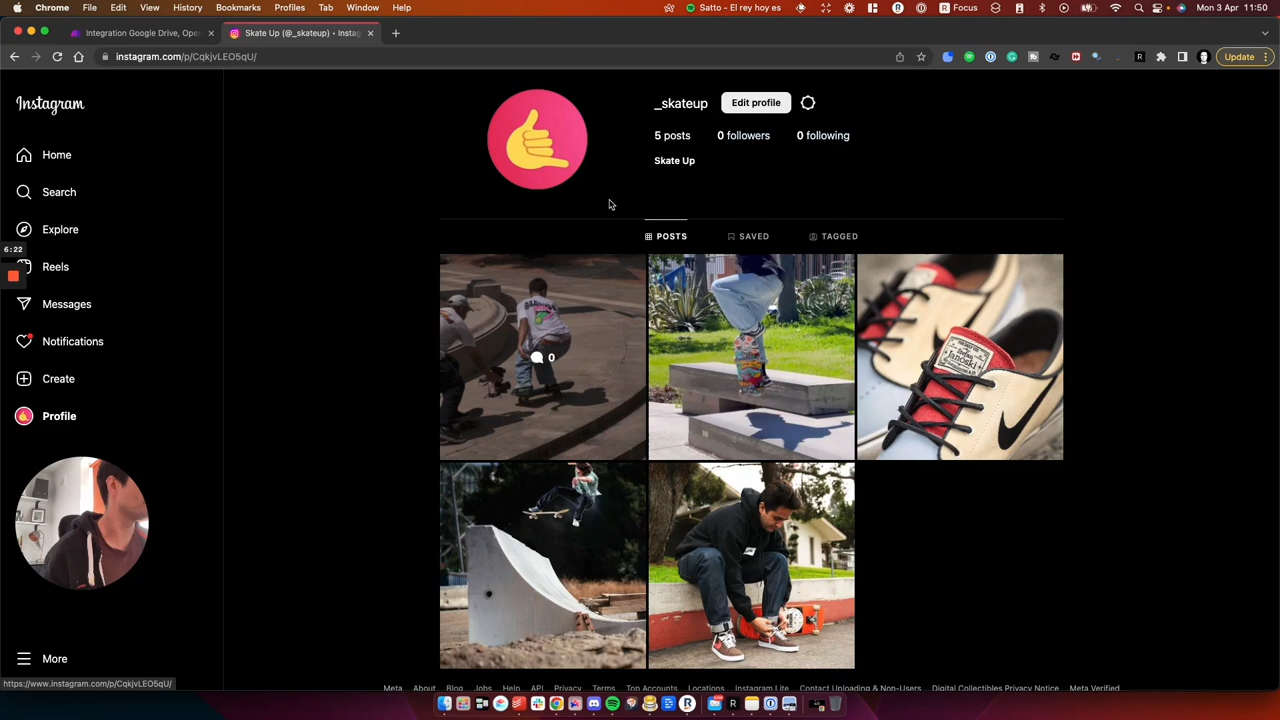 Chrome File Edit View History Bookmarks Profiles Tab Window Help
Satto - El rey hoy es
Focus
Mon 3 Apr 11:50
Integration Google Drive, Open
Skate Up (@_skateup) • Instag
instagram.com/p/CqkjvLEO5qU/
Update
Instagram
_skateup
Edit profile
5 posts 0 followers 0 following
Skate Up
Home
Search
Explore
6:22
Reels
Messages
Notifications
Create
Profile
More
POSTS SAVED TAGGED
0
https://www.instagram.com/p/CqkjvLEO5qU/
Meta About Blog Jobs Help API Privacy Terms Top Accounts Locations Instagram Lite Contact Uploading & Non-Users Digital Collectibles Privacy Notice Meta Verified